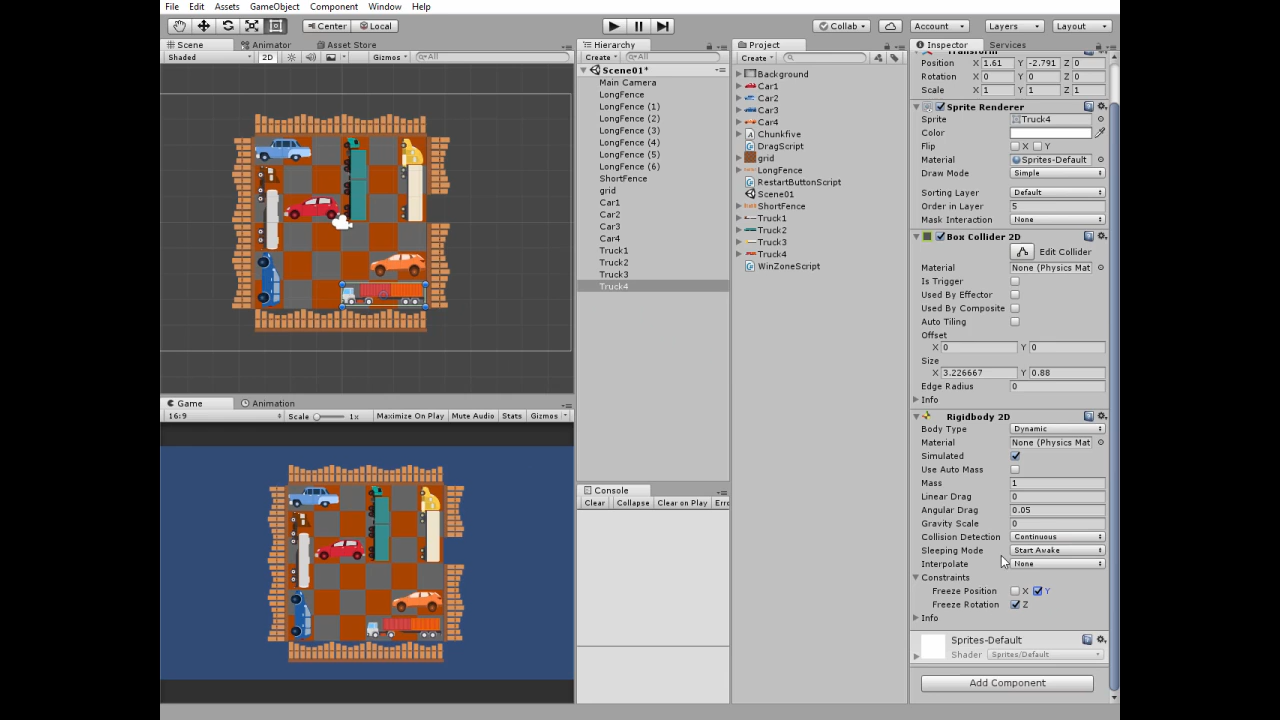 File Edit Assets GameObject Component Window Help
Center Local Collab Account Layers Layout
Scene Animator Asset Store
Shaded 2D Gizmos All
Game Animation
16:9 Scale 1x Maximize On Play Mute Audio Stats Gizmos
Hierarchy
Create All
Scene01*
Main Camera
LongFence
LongFence (1)
LongFence (2)
LongFence (3)
LongFence (4)
LongFence (5)
LongFence (6)
ShortFence
grid
Car1
Car2
Car3
Car4
Truck1
Truck2
Truck3
Truck4
Console
Clear Collapse Clear on Play Erro
Project
Create
Background
Car1
Car2
Car3
Car4
Chunkfive
DragScript
grid
LongFence
RestartButtonScript
Scene01
ShortFence
Truck1
Truck2
Truck3
Truck4
WinZoneScript
Inspector Services
Transform
Position X 1.61 Y -2.791 Z 0
Rotation X 0 Y 0 Z 0
Scale X 1 Y 1 Z 1
Sprite Renderer
Sprite Truck4
Color
Flip X Y
Material Sprites-Default
Draw Mode Simple
Sorting Layer Default
Order in Layer 5
Mask Interaction None
Box Collider 2D
Edit Collider
Material None (Physics Mat
Is Trigger
Used By Effector
Used By Composite
Auto Tiling
Offset
X 0 Y 0
Size
X 3.226667 Y 0.88
Edge Radius 0
Info
Rigidbody 2D
Body Type Dynamic
Material None (Physics Mat
Simulated
Use Auto Mass
Mass 1
Linear Drag 0
Angular Drag 0.05
Gravity Scale 0
Collision Detection Continuous
Sleeping Mode Start Awake
Interpolate None
Constraints
Freeze Position X Y
Freeze Rotation Z
Info
Sprites-Default
Shader Sprites/Default
Add Component